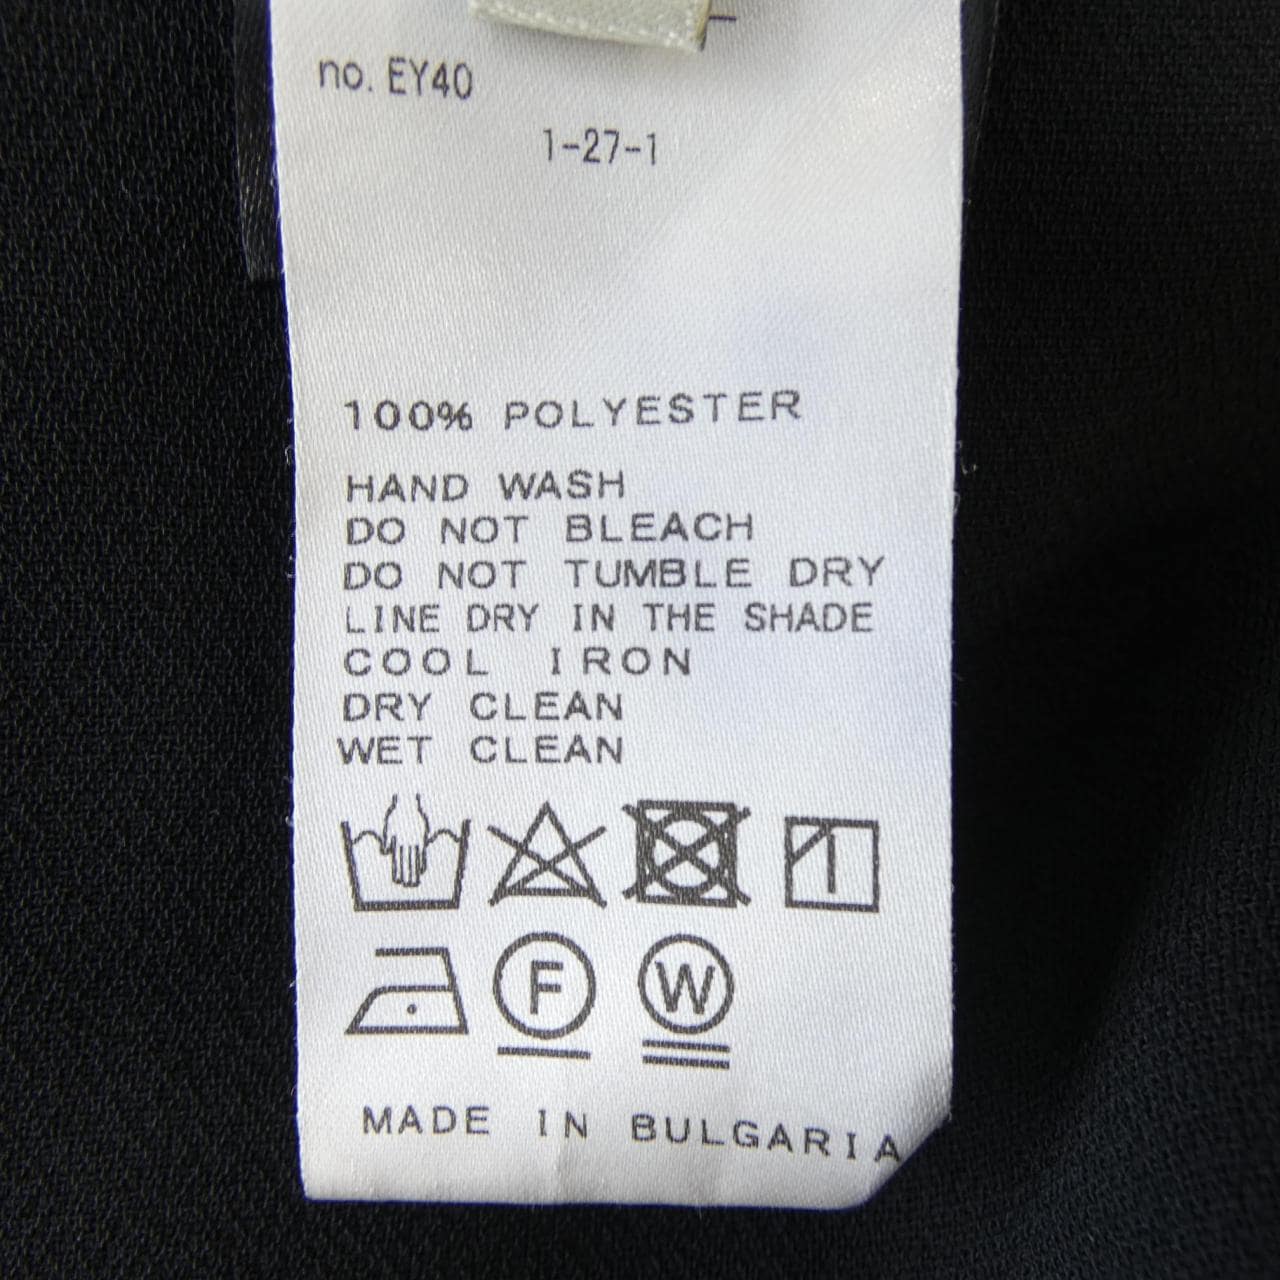 no. EY40
1-27-1
100% POLYESTER
HAND WASH
DO NOT BLEACH
DO NOT TUMBLE DRY
LINE DRY IN THE SHADE
COOL IRON
DRY CLEAN
WET CLEAN
F W
MADE IN BULGARIA